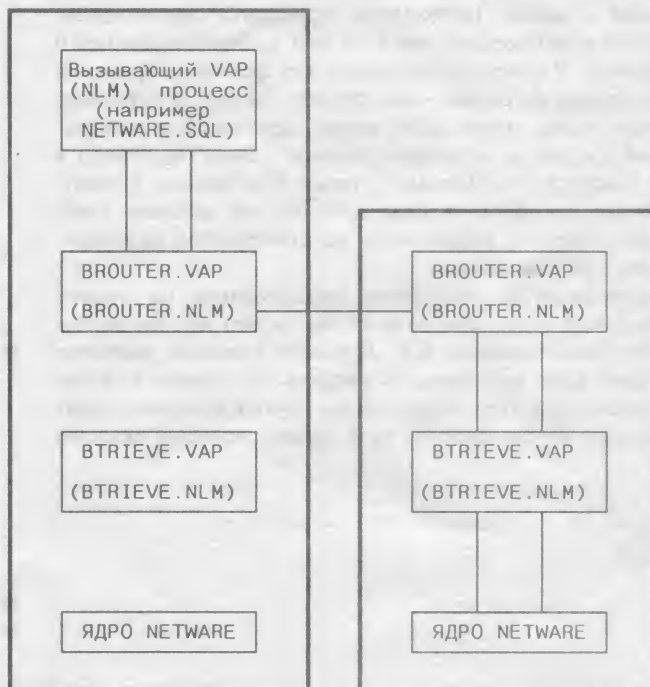 Вызывающий VAP
(NLM) процесс
(например
NETWARE.SQL)
BROUTER.VAP
(BROUTER.NLM)
BTRIEVE.VAP
(BTRIEVE.NLM)
ЯДРО NETWARE
BROUTER.VAP
(BROUTER.NLM)
BTRIEVE.VAP
(BTRIEVE.NLM)
ЯДРО NETWARE